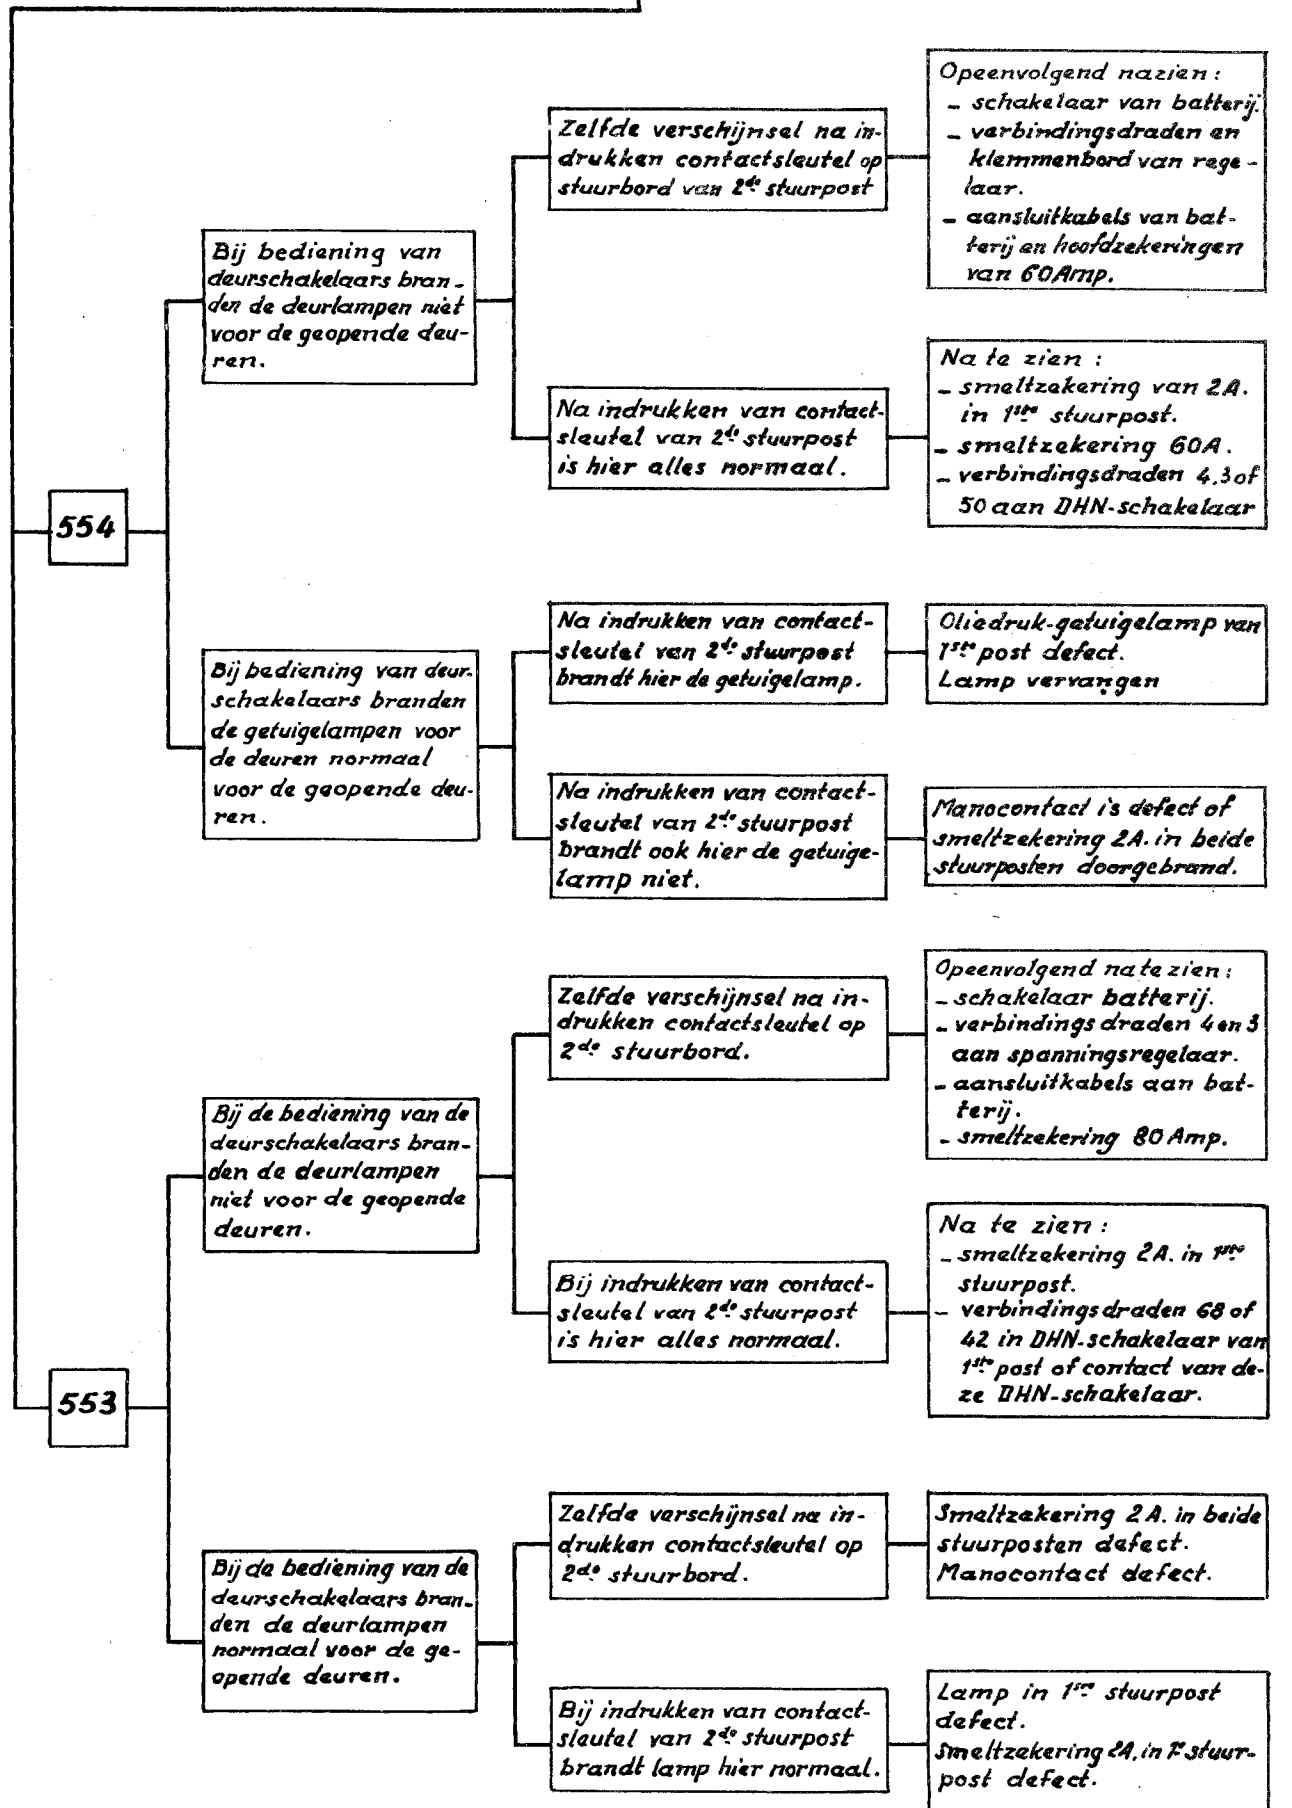 554
Bij bediening van
deurschakelaars bran-
den de deurlampen niet
voor de geopende deu-
ren.
Zelfde verschijnsel na in-
drukken contactsleutel op
stuurbord van 2de stuurpost
Opeenvolgend nazien:
- schakelaar van batterij.
- verbindingsdraden en
klemmenbord van rege-
laar.
- aansluitkabels van bat-
terij en hoofdzekeringen
van 60Amp.
Na indrukken van contact-
sleutel van 2de stuurpost
is hier alles normaal.
Na te zien:
- smeltzekering van 2A.
in 1ste stuurpost.
- smeltzekering 60A.
- verbindingsdraden 4.3 of
50 aan DHN-schakelaar
Bij bediening van deur-
schakelaars branden
de getuigelampen voor
de deuren normaal
voor de geopende deu-
ren.
Na indrukken van contact-
sleutel van 2de stuurpost
brandt hier de getuigelamp.
Oliedruk-getuigelamp van
1ste post defect.
Lamp vervangen
Na indrukken van contact-
sleutel van 2de stuurpost
brandt ook hier de getuige-
lamp niet.
Manocontact is defect of
smeltzekering 2A. in beide
stuurposten doorgebrand.
553
Bij de bediening van de
deurschakelaars bran-
den de deurlampen
niet voor de geopende
deuren.
Zelfde verschijnsel na in-
drukken contactsleutel op
2de stuurbord.
Opeenvolgend na te zien:
- schakelaar batterij.
- verbindingsdraden 4 en 3
aan spanningsregelaar.
- aansluitkabels aan bat-
terij.
- smeltzekering 80 Amp.
Bij indrukken van contact-
sleutel van 2de stuurpost
is hier alles normaal.
Na te zien:
- smeltzekering 2A. in 1ste
stuurpost.
- verbindingsdraden 68 of
42 in DHN-schakelaar van
1ste post of contact van de-
ze DHN-schakelaar.
Bij de bediening van de
deurschakelaars bran-
den de deurlampen
normaal voor de ge-
opende deuren.
Zelfde verschijnsel na in-
drukken contactsleutel op
2de stuurbord.
Smeltzekering 2A. in beide
stuurposten defect.
Manocontact defect.
Bij indrukken van contact-
sleutel van 2de stuurpost
brandt lamp hier normaal.
Lamp in 1ste stuurpost
defect.
Smeltzekering 2A. in 1e stuur-
post defect.